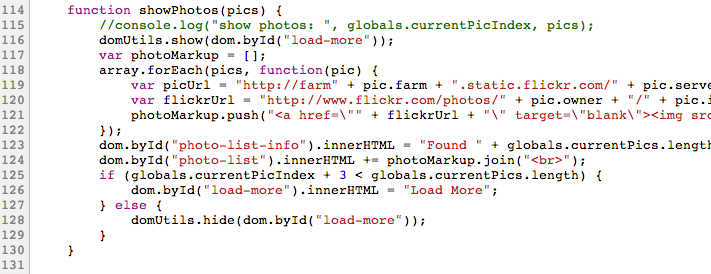 114 function showPhotos(pics) {
115 //console.log("show photos: ", globals.currentPicIndex, pics);
116 domUtils.show(dom.byId("load-more"));
117 var photoMarkup = [];
118 array.forEach(pics, function(pic) {
119 var picUrl = "http://farm" + pic.farm + ".static.flickr.com/" + pic.serve
120 var flickrUrl = "http://www.flickr.com/photos/" + pic.owner + "/" + pic.i
121 photoMarkup.push("<a href=\"" + flickrUrl + "\" target=\"blank\"><img src
122 });
123 dom.byId("photo-list-info").innerHTML = "Found " + globals.currentPics.length
124 dom.byId("photo-list").innerHTML += photoMarkup.join("<br>");
125 if (globals.currentPicIndex + 3 < globals.currentPics.length) {
126 dom.byId("load-more").innerHTML = "Load More";
127 } else {
128 domUtils.hide(dom.byId("load-more"));
129 }
130 }
131